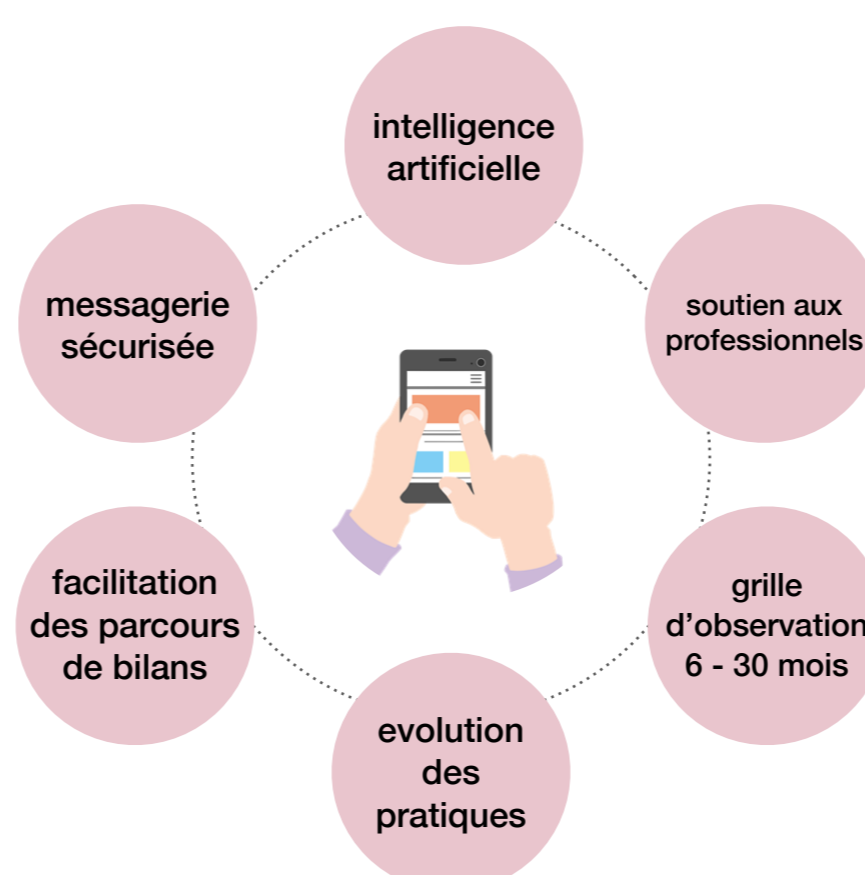 intelligence
artificielle
soutien aux
professionnels
grille
d'observation
6 - 30 mois
evolution
des
pratiques
facilitation
des parcours
de bilans
messagerie
sécurisée